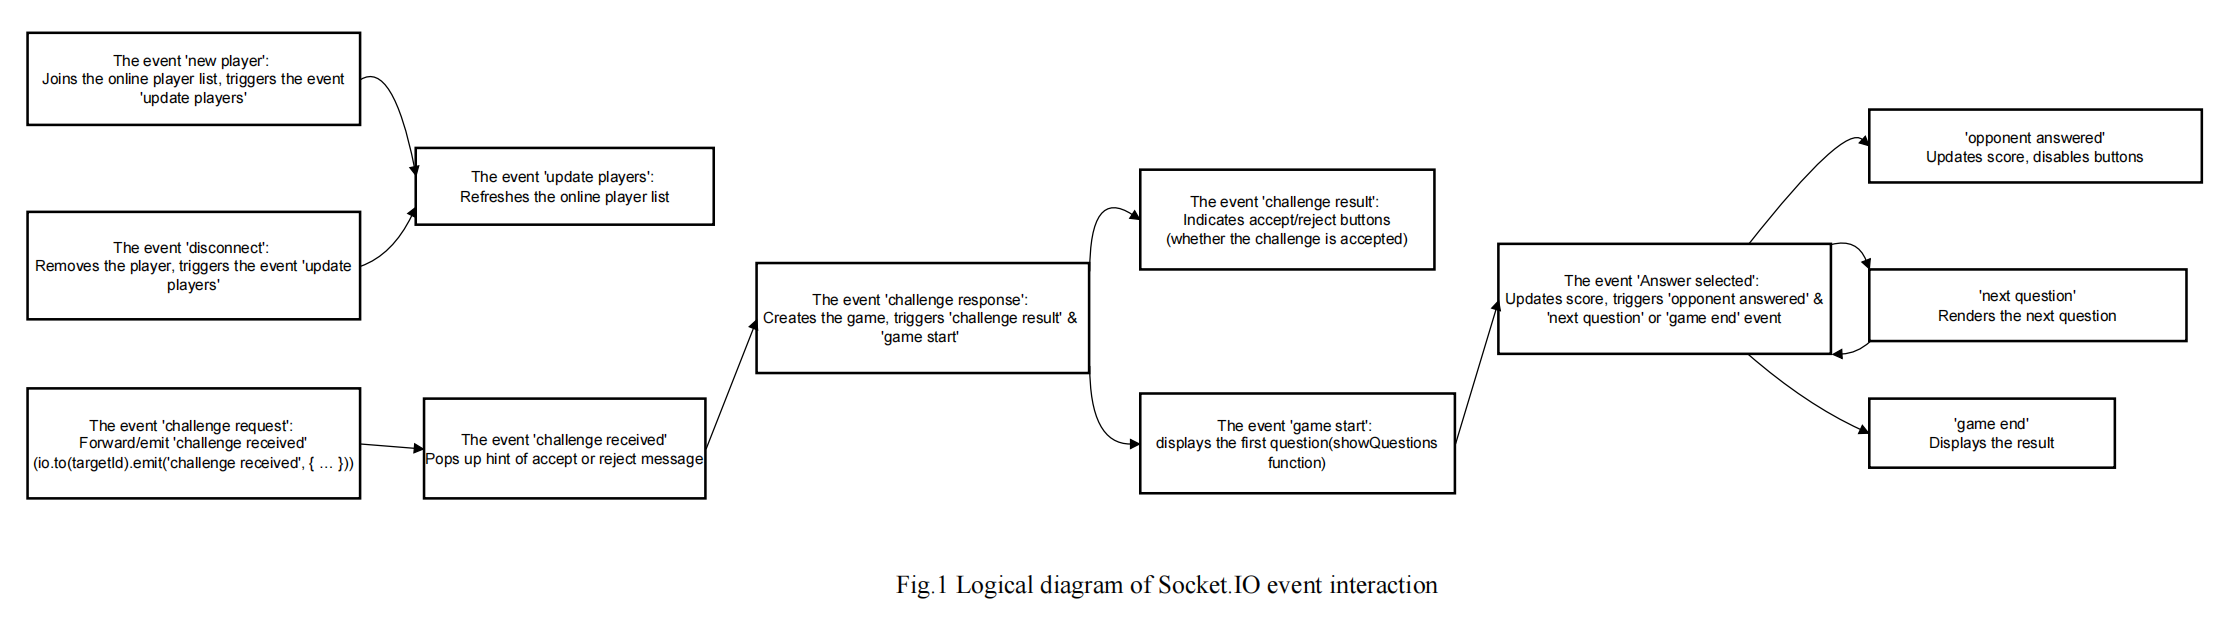 The event 'new player':
Joins the online player list, triggers the event
'update players'
The event 'update players':
Refreshes the online player list
The event 'disconnect':
Removes the player, triggers the event 'update
players'
The event 'challenge request':
Forward/emit 'challenge received'
(io.to(targetId).emit('challenge received', { ... }))
The event 'challenge received'
Pops up hint of accept or reject message
The event 'challenge response':
Creates the game, triggers 'challenge result' &
'game start'
The event 'challenge result':
Indicates accept/reject buttons
(whether the challenge is accepted)
The event 'game start':
displays the first question(showQuestions
function)
The event 'Answer selected':
Updates score, triggers 'opponent answered' &
'next question' or 'game end' event
'opponent answered'
Updates score, disables buttons
'next question'
Renders the next question
'game end'
Displays the result
Fig.1 Logical diagram of Socket.IO event interaction